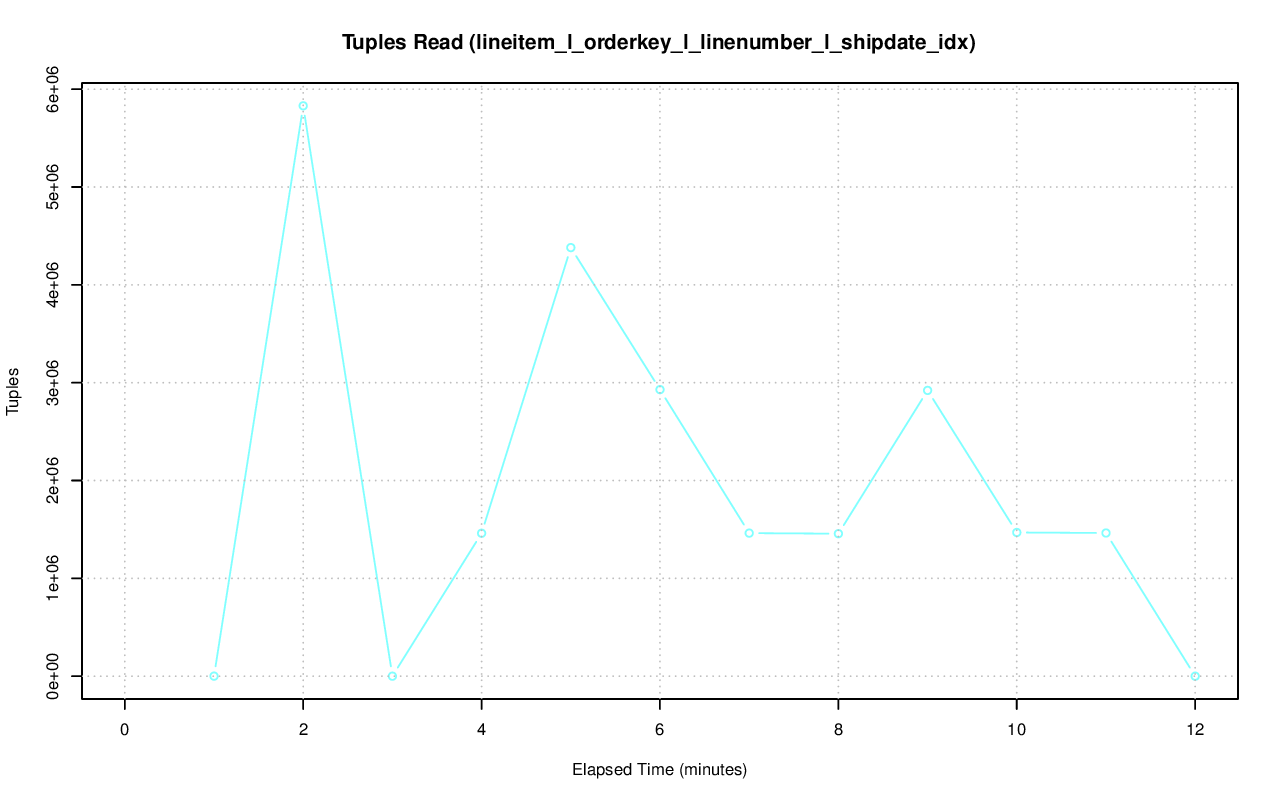 Tuples Read (lineitem_l_orderkey_l_linenumber_l_shipdate_idx)
6e+06
5e+06
4e+06
3e+06
2e+06
1e+06
0e+00
Tuples
0 2 4 6 8 10 12
Elapsed Time (minutes)